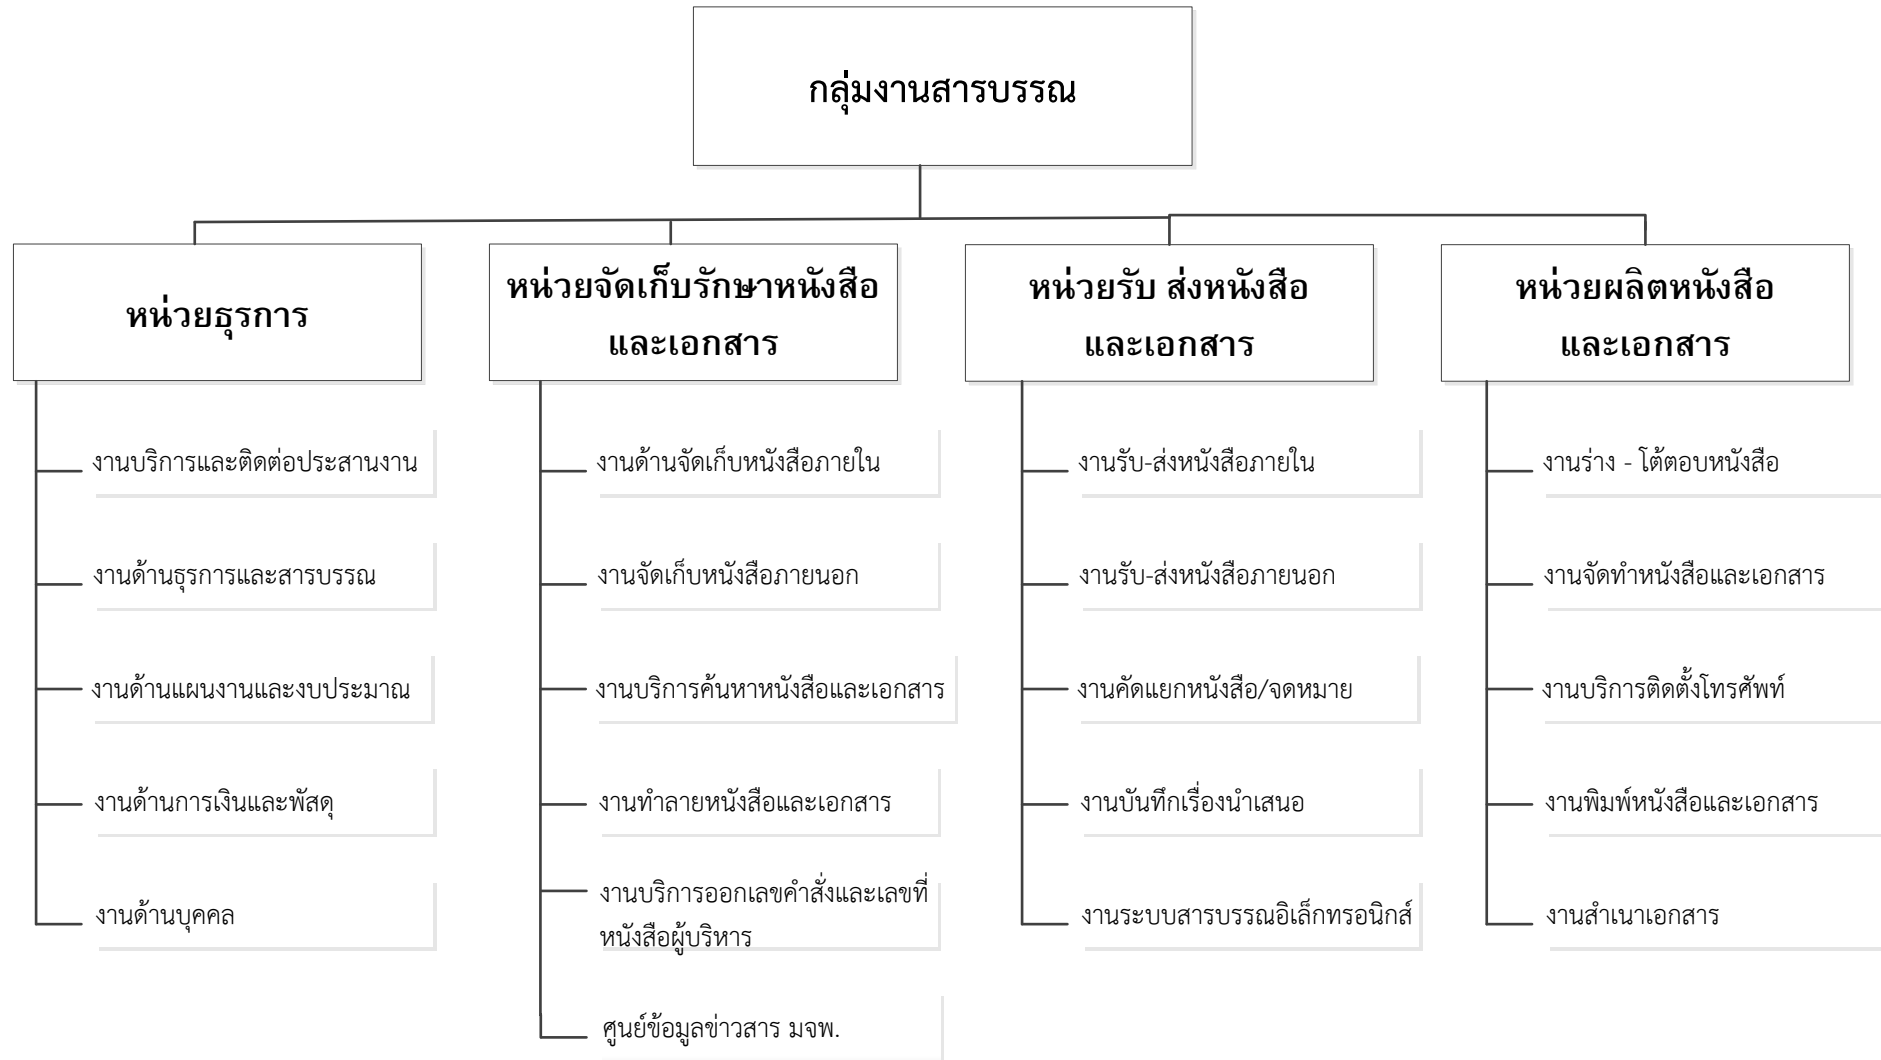 กลุ่มงานสารบรรณ
หน่วยธุรการ
งานบริการและติดต่อประสานงาน
งานด้านธุรการและสารบรรณ
งานด้านแผนงานและงบประมาณ
งานด้านการเงินและพัสดุ
งานด้านบุคคล
หน่วยจัดเก็บรักษาหนังสือ
และเอกสาร
งานด้านจัดเก็บหนังสือภายใน
งานจัดเก็บหนังสือภายนอก
งานบริการค้นหาหนังสือและเอกสาร
งานทำลายหนังสือและเอกสาร
งานบริการออกเลขคำสั่งและเลขที่
หนังสือผู้บริหาร
ศูนย์ข้อมูลข่าวสาร มจพ.
หน่วยรับ ส่งหนังสือ
และเอกสาร
งานรับ-ส่งหนังสือภายใน
งานรับ-ส่งหนังสือภายนอก
งานคัดแยกหนังสือ/จดหมาย
งานบันทึกเรื่องนำเสนอ
งานระบบสารบรรณอิเล็กทรอนิกส์
หน่วยผลิตหนังสือ
และเอกสาร
งานร่าง - โต้ตอบหนังสือ
งานจัดทำหนังสือและเอกสาร
งานบริการติดตั้งโทรศัพท์
งานพิมพ์หนังสือและเอกสาร
งานสำเนาเอกสาร